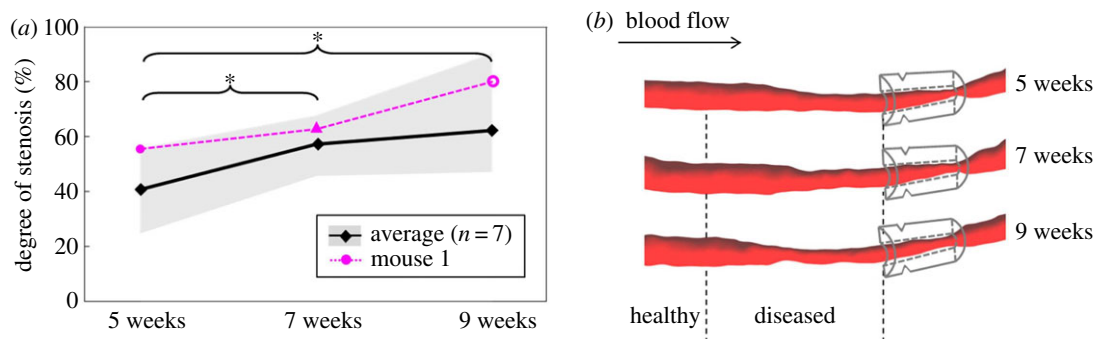 (a)
100
80
60
40
20
0
degree of stenosis (%)
*
*
average (n = 7)
mouse 1
5 weeks
7 weeks
9 weeks
(b)
blood flow
5 weeks
7 weeks
9 weeks
healthy
diseased